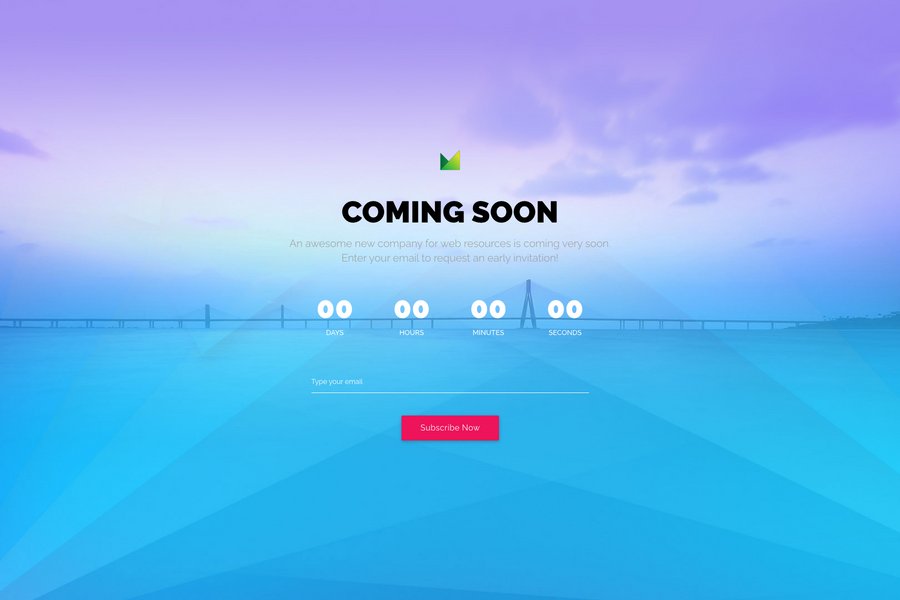 COMING SOON
An awesome new company for web resources is coming very soon.
Enter your email to request an early invitation!
00 00 00 00
DAYS HOURS MINUTES SECONDS
Type your email
Subscribe Now